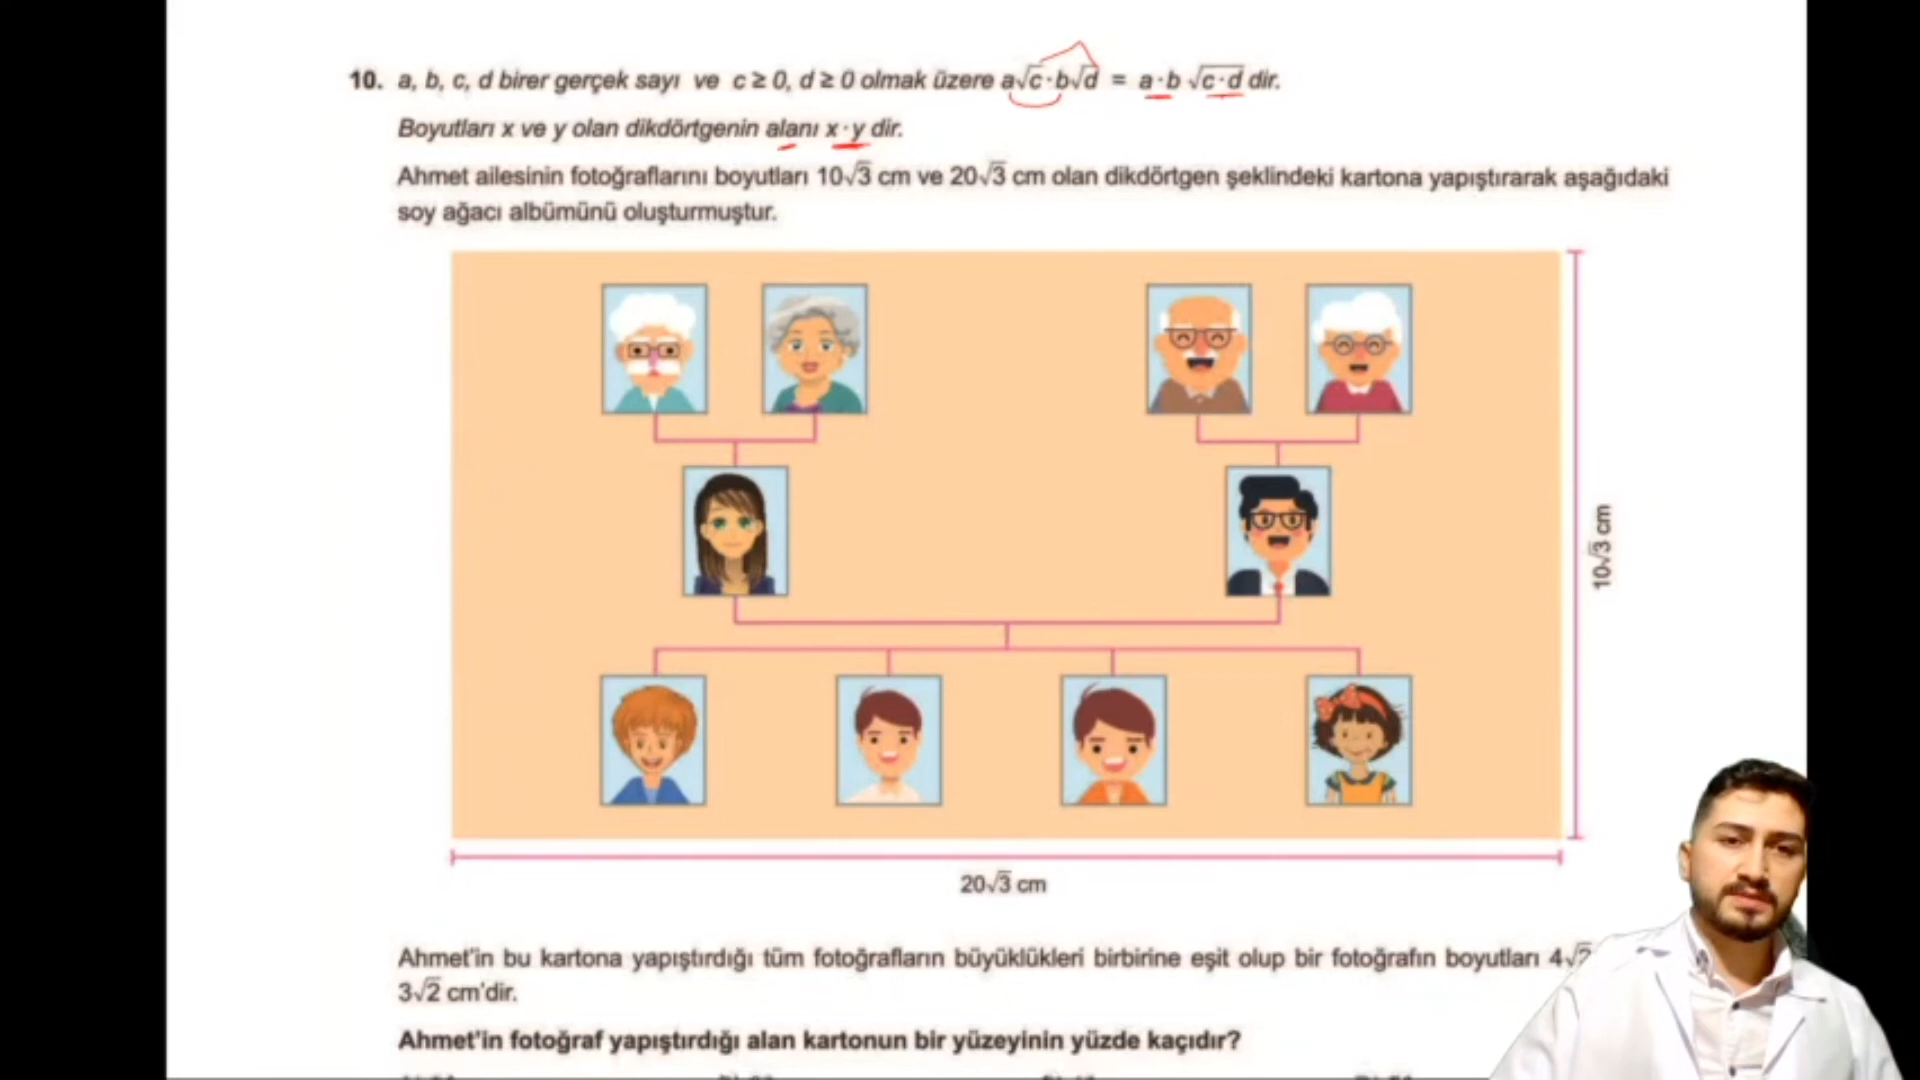 10. a, b, c, d birer gerçek sayı ve c ≥ 0, d ≥ 0 olmak üzere a√c · b√d = a · b √c · d dir.
Boyutları x ve y olan dikdörtgenin alanı x · y dir.
Ahmet ailesinin fotoğraflarını boyutları 10√3 cm ve 20√3 cm olan dikdörtgen şeklindeki kartona yapıştırarak aşağıdaki
soy ağacı albümünü oluşturmuştur.
10√3 cm
20√3 cm
Ahmet'in bu kartona yapıştırdığı tüm fotoğrafların büyüklükleri birbirine eşit olup bir fotoğrafın boyutları 4√2
3√2 cm'dir.
Ahmet'in fotoğraf yapıştırdığı alan kartonun bir yüzeyinin yüzde kaçıdır?